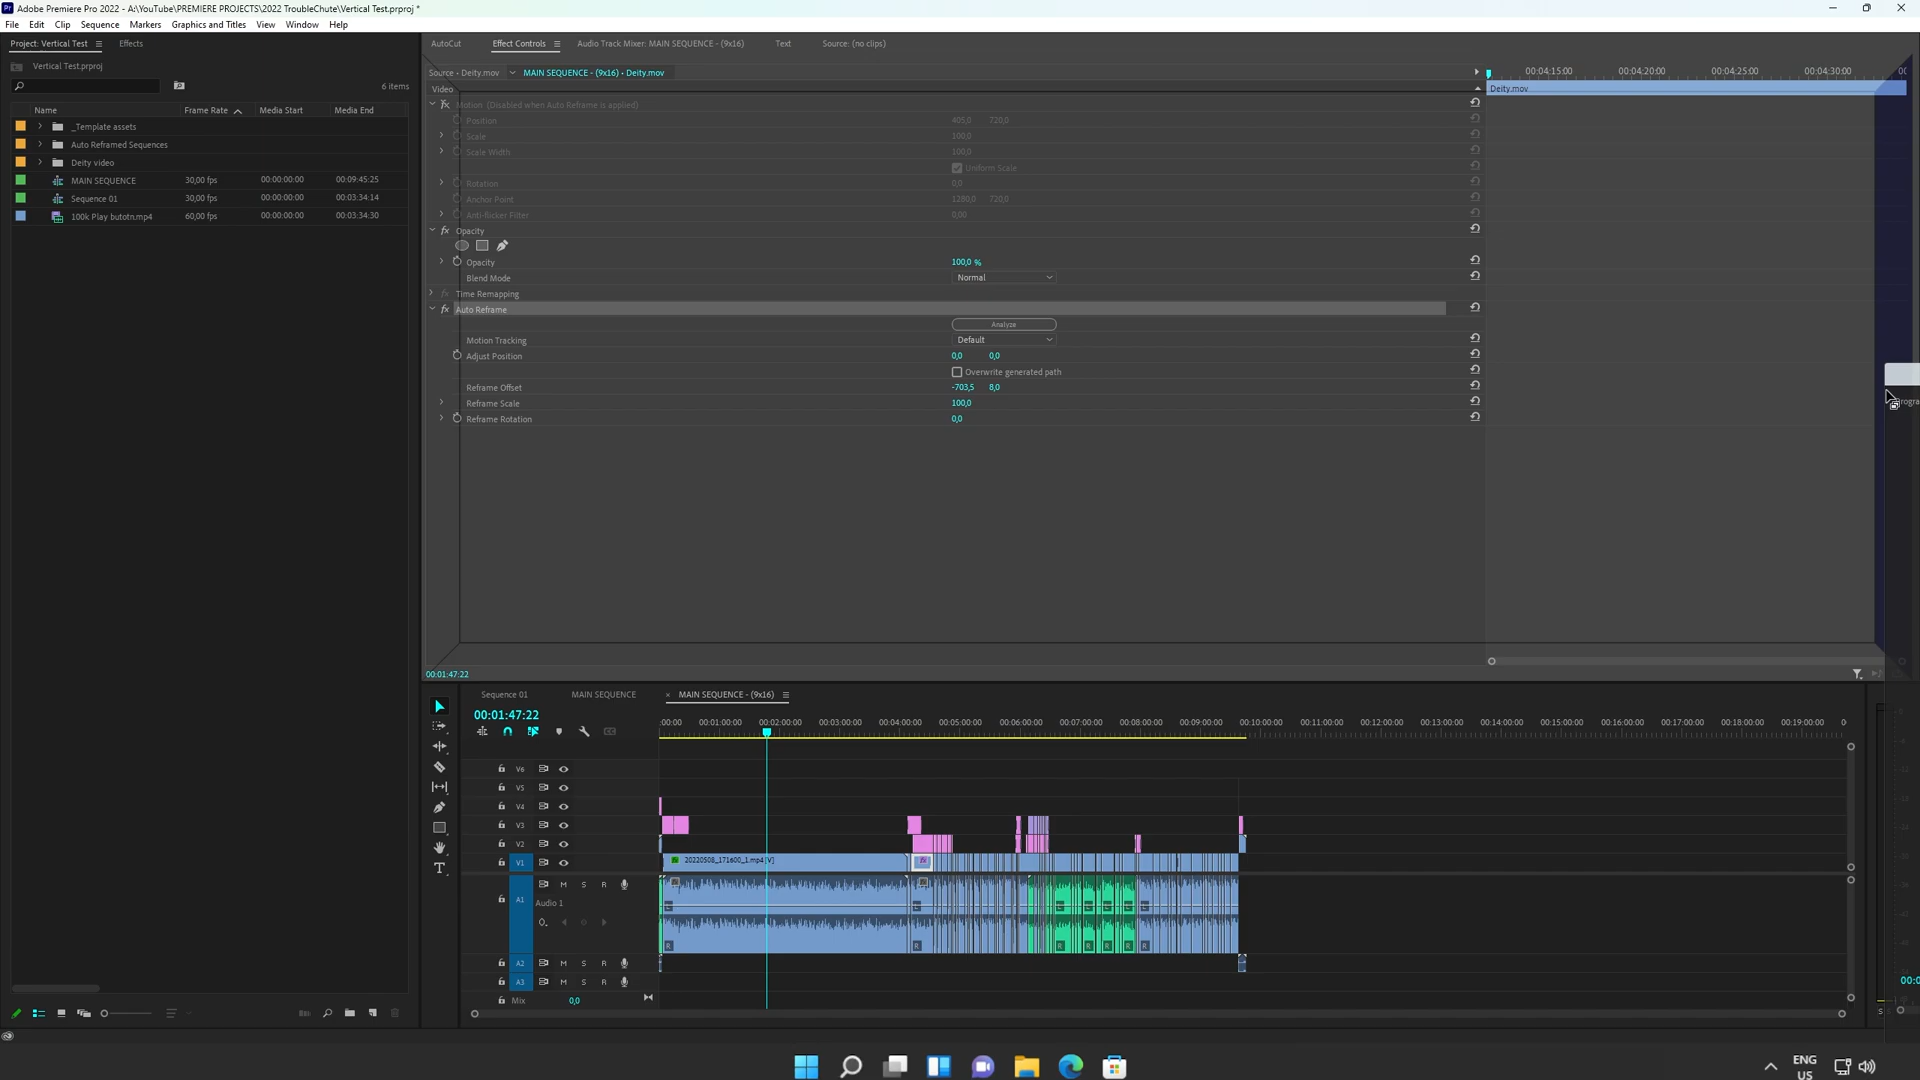 Adobe Premiere Pro 2022 - A:\YouTube\PREMIERE PROJECTS\2022 TroubleChute\Vertical Test.prproj *
File Edit Clip Sequence Markers Graphics and Titles View Window Help
Project: Vertical Test Effects
AutoCut Effect Controls Audio Track Mixer: MAIN SEQUENCE - (9x16) Text Source: (no clips)
Vertical Test.prproj
6 items
Name Frame Rate Media Start Media End
_Template assets
Auto Reframed Sequences
Deity video
MAIN SEQUENCE 30,00 fps 00:00:00:00 00:09:45:25
Sequence 01 30,00 fps 00:00:00:00 00:03:34:14
100k Play butotn.mp4 60,00 fps 00:00:00:00 00:03:34:30
Source • Deity.mov MAIN SEQUENCE - (9x16) • Deity.mov
00:04:15:00 00:04:20:00 00:04:25:00 00:04:30:00
Video Deity.mov
fx Motion (Disabled when Auto Reframe is applied)
Position 405,0 720,0
Scale 100,0
Scale Width 100,0
Uniform Scale
Rotation 0,0
Anchor Point 1280,0 720,0
Anti-flicker Filter 0,00
fx Opacity
Opacity 100,0 %
Blend Mode Normal
fx Time Remapping
fx Auto Reframe
Analyze
Motion Tracking Default
Adjust Position 0,0 0,0
Overwrite generated path
Reframe Offset -703,5 8,0
Reframe Scale 100,0
Reframe Rotation 0,0
00:01:47:22
Sequence 01 MAIN SEQUENCE × MAIN SEQUENCE - (9x16)
00:01:47:22
:00:00 00:01:00:00 00:02:00:00 00:03:00:00 00:04:00:00 00:05:00:00 00:06:00:00 00:07:00:00 00:08:00:00 00:09:00:00 00:10:00:00 00:11:00:00 00:12:00:00 00:13:00:00 00:14:00:00 00:15:00:00 00:16:00:00 00:17:00:00 00:18:00:00 00:19:00:00 0
V6
V5
V4
V3
V2
V1 20220508_171600_1.mp4 [V]
A1 M S R
Audio 1
A2 M S R
A3 M S R
Mix 0,0
ENG
US